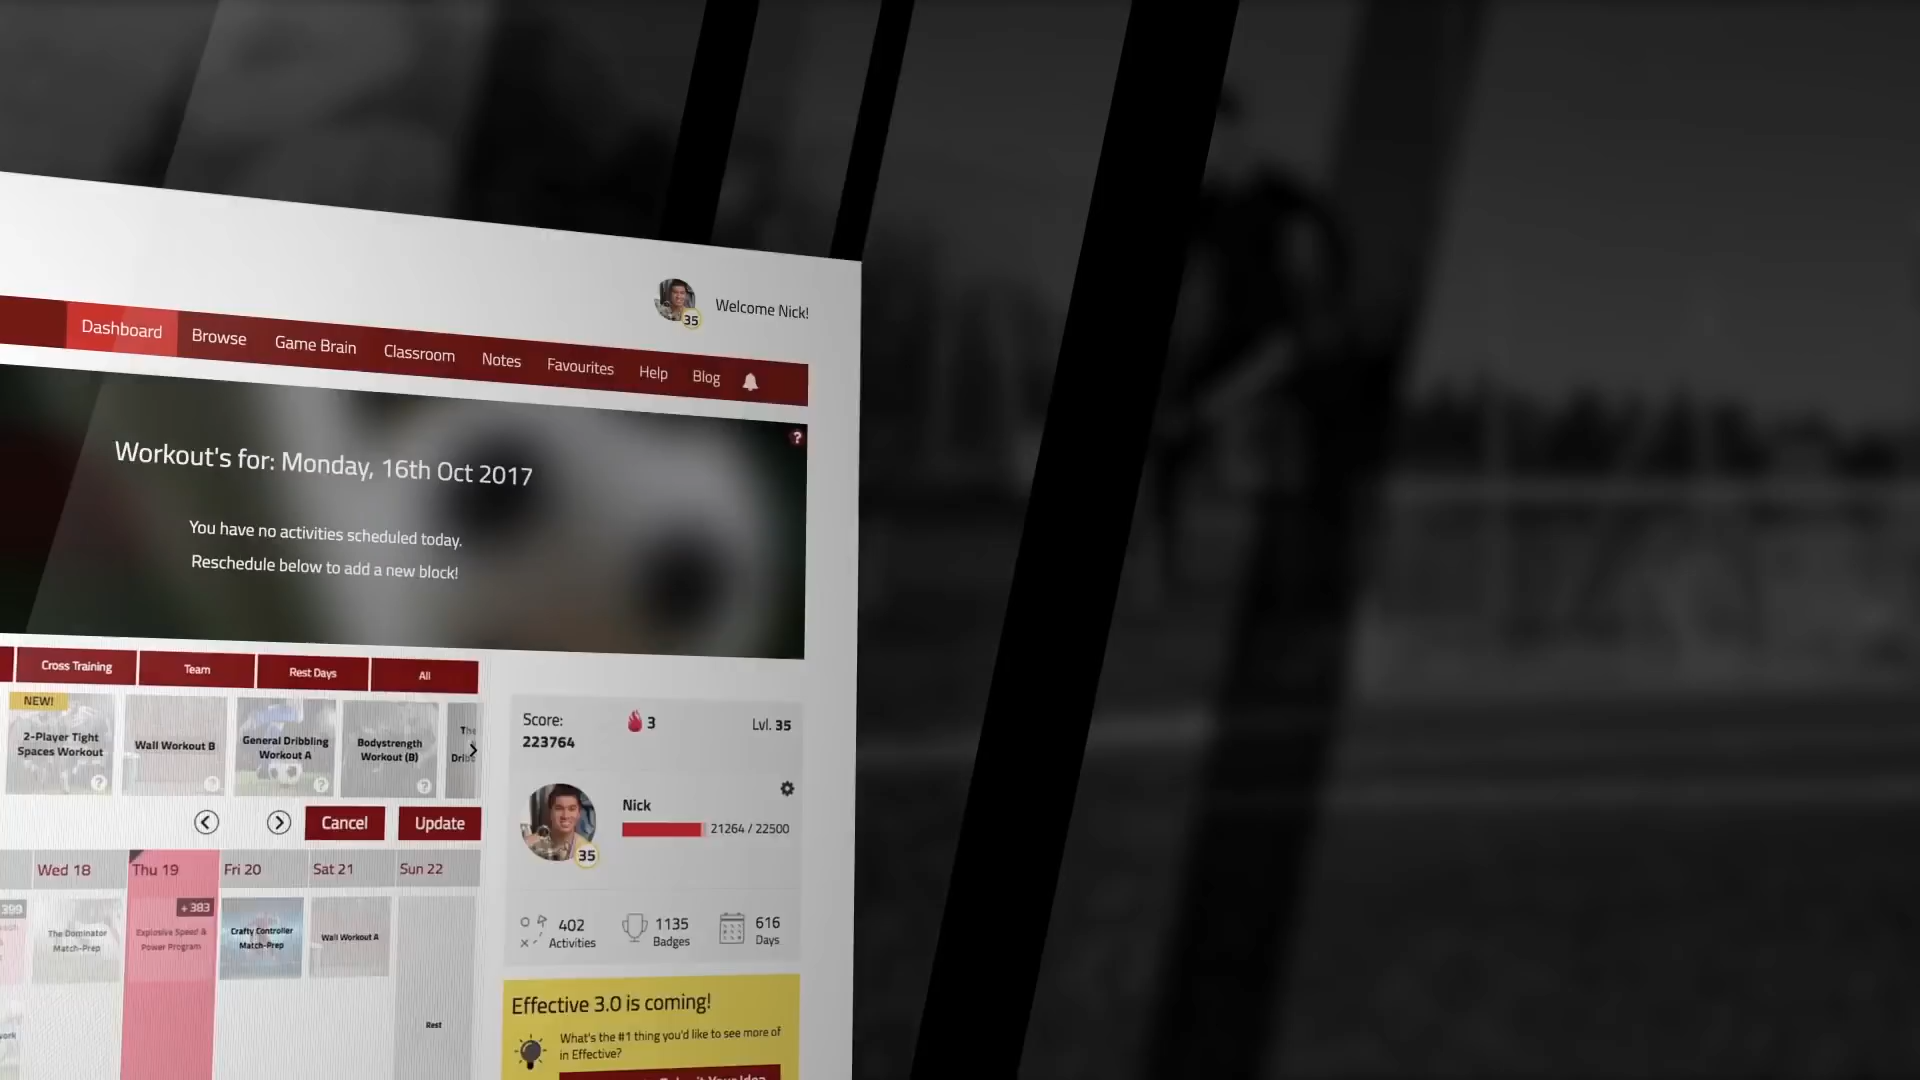 Welcome Nick!
35
Dashboard Browse Game Brain Classroom Notes Favourites Help Blog
?
Workout's for: Monday, 16th Oct 2017
You have no activities scheduled today.
Reschedule below to add a new block!
Cross Training Team Rest Days All
NEW!
2-Player Tight
Spaces Workout
?
Wall Workout B
?
General Dribbling
Workout A
?
Bodystrength
Workout (B)
?
Cancel Update
Wed 18 Thu 19 Fri 20 Sat 21 Sun 22
399
The Dominator
Match-Prep
+ 383
Explosive Speed &
Power Program
Crafty Controller
Match-Prep
Wall Workout A
Rest
Score:
223764
3
Lvl. 35
Nick
21264 / 22500
35
402
Activities
1135
Badges
616
Days
Effective 3.0 is coming!
What's the #1 thing you'd like to see more of
in Effective?